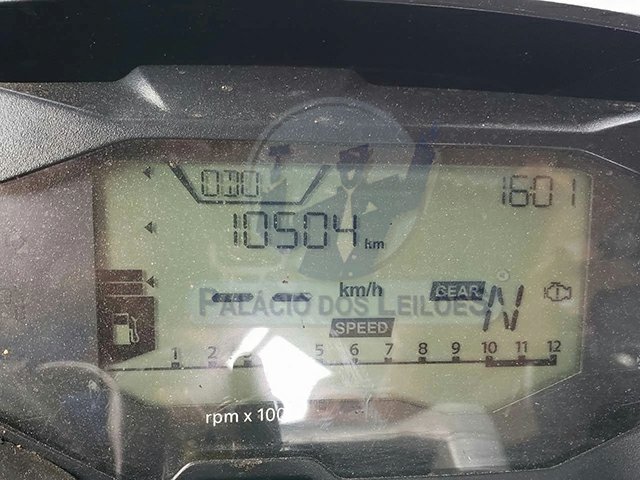 ODO
1601
10504 km
-- km/h GEAR N
PALÁCIO DOS LEILÕES
SPEED
1 2 3 5 6 7 8 9 10 11 12
rpm x 100